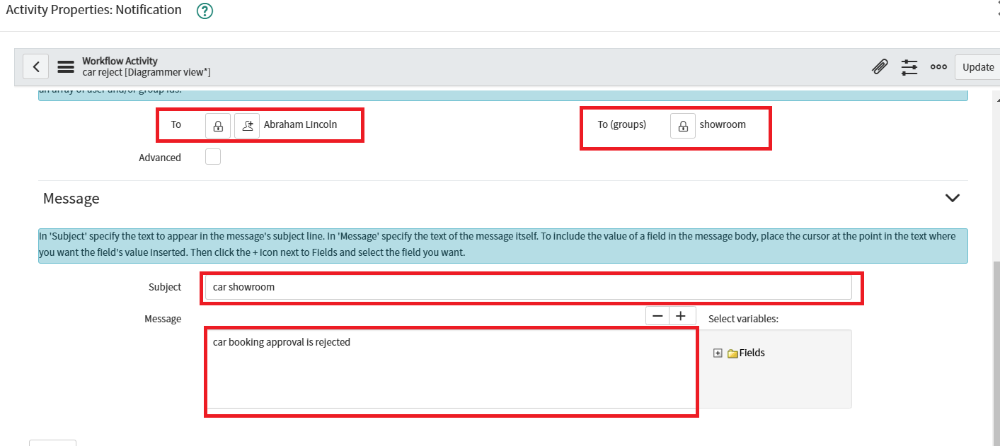 Activity Properties: Notification ?
Workflow Activity
car reject [Diagrammer view*]
Update
an array of user and/or group ids.
To Abraham Lincoln To (groups) showroom
Advanced
Message
In 'Subject' specify the text to appear in the message's subject line. In 'Message' specify the text of the message itself. To include the value of a field in the message body, place the cursor at the point in the text where
you want the field's value inserted. Then click the + icon next to Fields and select the field you want.
Subject car showroom
Message Select variables:
car booking approval is rejected
Fields